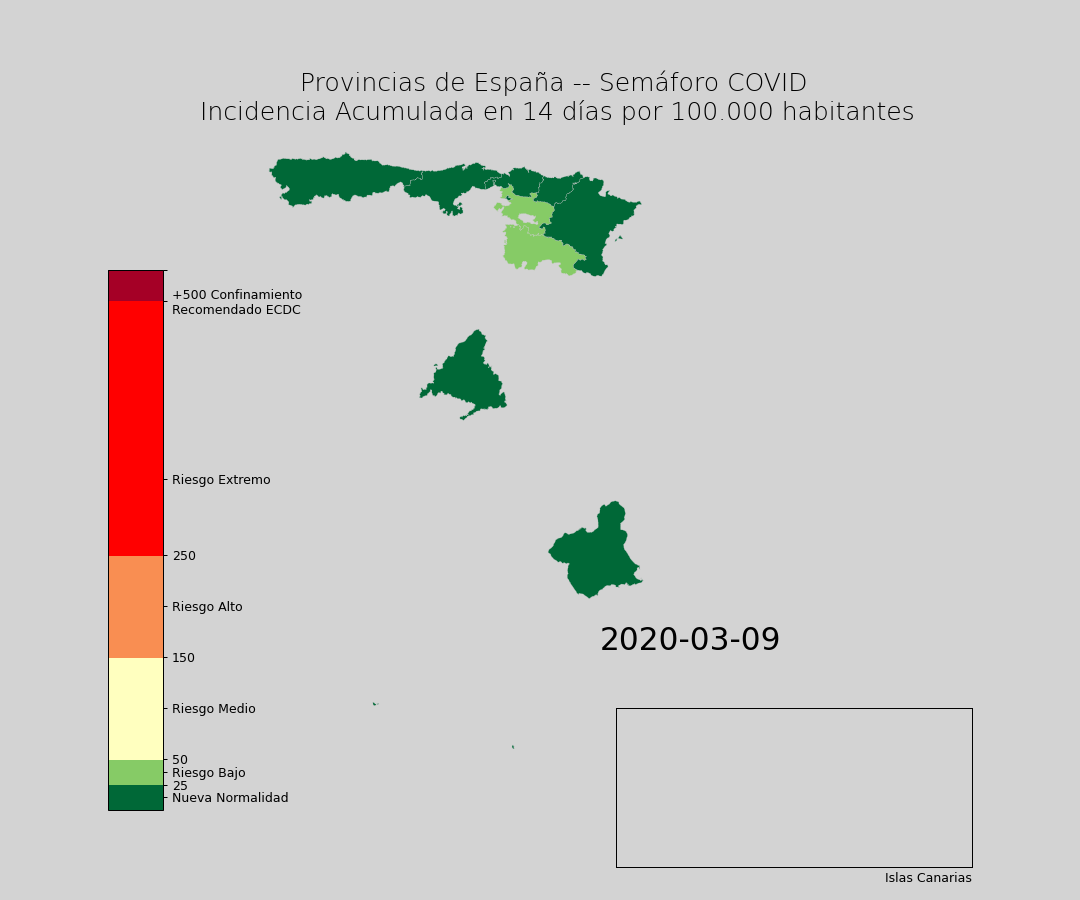 Provincias de España -- Semáforo COVID
Incidencia Acumulada en 14 días por 100.000 habitantes
+500 Confinamiento
Recomendado ECDC
Riesgo Extremo
250
Riesgo Alto
150
Riesgo Medio
50
Riesgo Bajo
25
Nueva Normalidad
2020-03-09
Islas Canarias